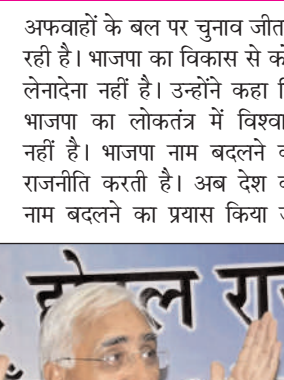 अफवाहों के बल पर चुनाव जीत
रही है। भाजपा का विकास से
लेनादेना नहीं है। उन्होंने कहा
भाजपा का लोकतंत्र में
नहीं है। भाजपा नाम बदलने
राजनीति करती है। अब देश
नाम बदलने का प्रयास किया